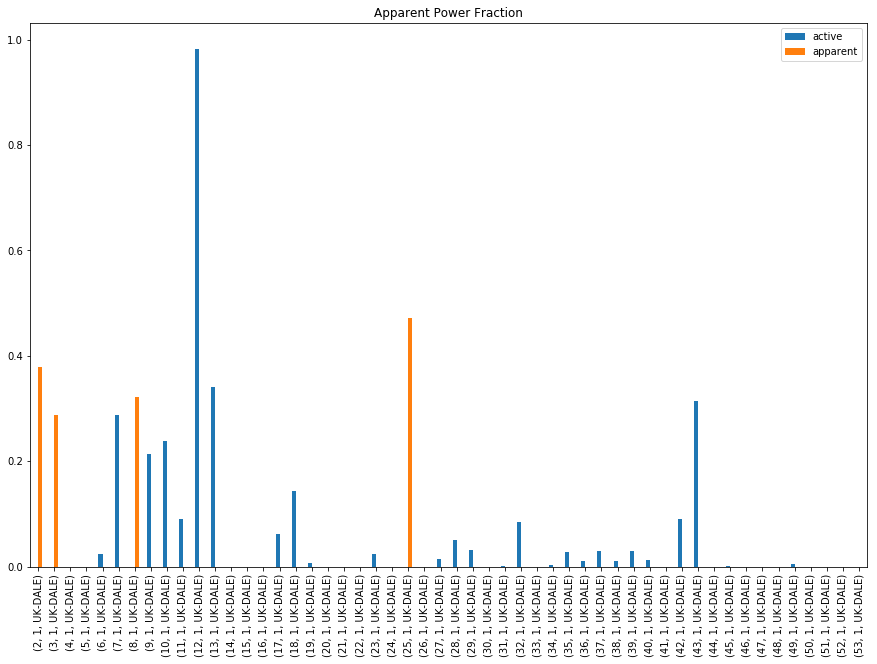 Apparent Power Fraction
active
apparent
1.0
0.8
0.6
0.4
0.2
0.0
(2, 1, UK-DALE)
(3, 1, UK-DALE)
(4, 1, UK-DALE)
(5, 1, UK-DALE)
(6, 1, UK-DALE)
(7, 1, UK-DALE)
(8, 1, UK-DALE)
(9, 1, UK-DALE)
(10, 1, UK-DALE)
(11, 1, UK-DALE)
(12, 1, UK-DALE)
(13, 1, UK-DALE)
(14, 1, UK-DALE)
(15, 1, UK-DALE)
(16, 1, UK-DALE)
(17, 1, UK-DALE)
(18, 1, UK-DALE)
(19, 1, UK-DALE)
(20, 1, UK-DALE)
(21, 1, UK-DALE)
(22, 1, UK-DALE)
(23, 1, UK-DALE)
(24, 1, UK-DALE)
(25, 1, UK-DALE)
(26, 1, UK-DALE)
(27, 1, UK-DALE)
(28, 1, UK-DALE)
(29, 1, UK-DALE)
(30, 1, UK-DALE)
(31, 1, UK-DALE)
(32, 1, UK-DALE)
(33, 1, UK-DALE)
(34, 1, UK-DALE)
(35, 1, UK-DALE)
(36, 1, UK-DALE)
(37, 1, UK-DALE)
(38, 1, UK-DALE)
(39, 1, UK-DALE)
(40, 1, UK-DALE)
(41, 1, UK-DALE)
(42, 1, UK-DALE)
(43, 1, UK-DALE)
(44, 1, UK-DALE)
(45, 1, UK-DALE)
(46, 1, UK-DALE)
(47, 1, UK-DALE)
(48, 1, UK-DALE)
(49, 1, UK-DALE)
(50, 1, UK-DALE)
(51, 1, UK-DALE)
(52, 1, UK-DALE)
(53, 1, UK-DALE)